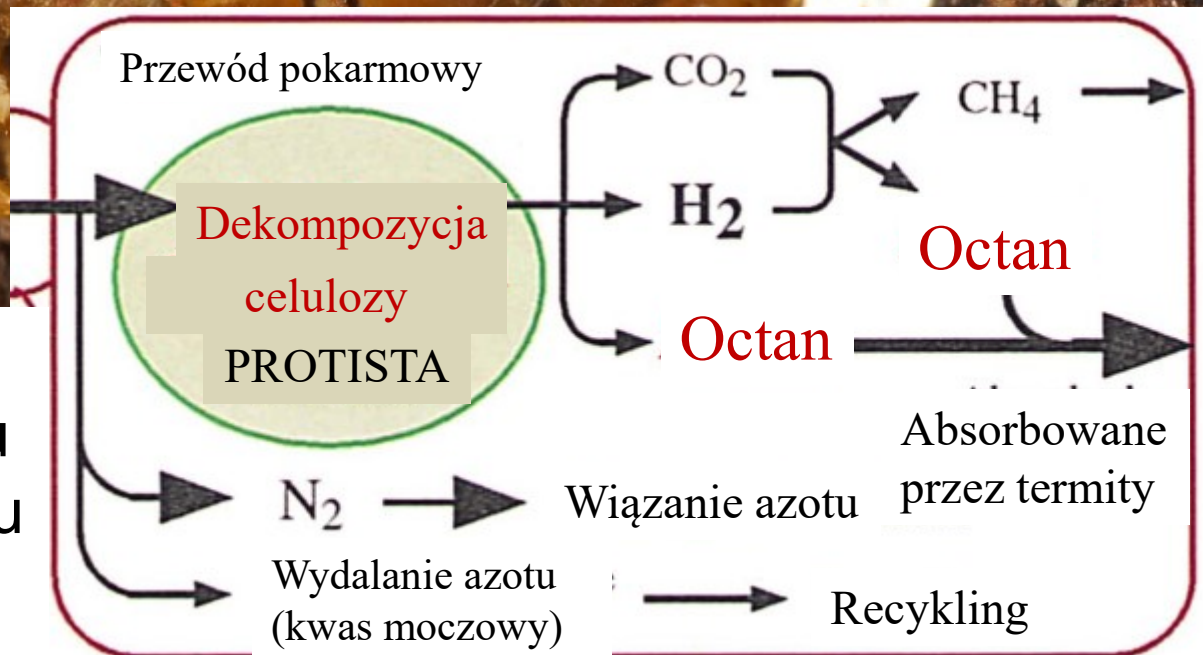 Przewód pokarmowy
CO2
CH4
Dekompozycja
celulozy
PROTISTA
H2
Octan
Octan
Absorbowane
przez termity
u
u
N2
Wiązanie azotu
Wydalanie azotu
(kwas moczowy)
Recykling